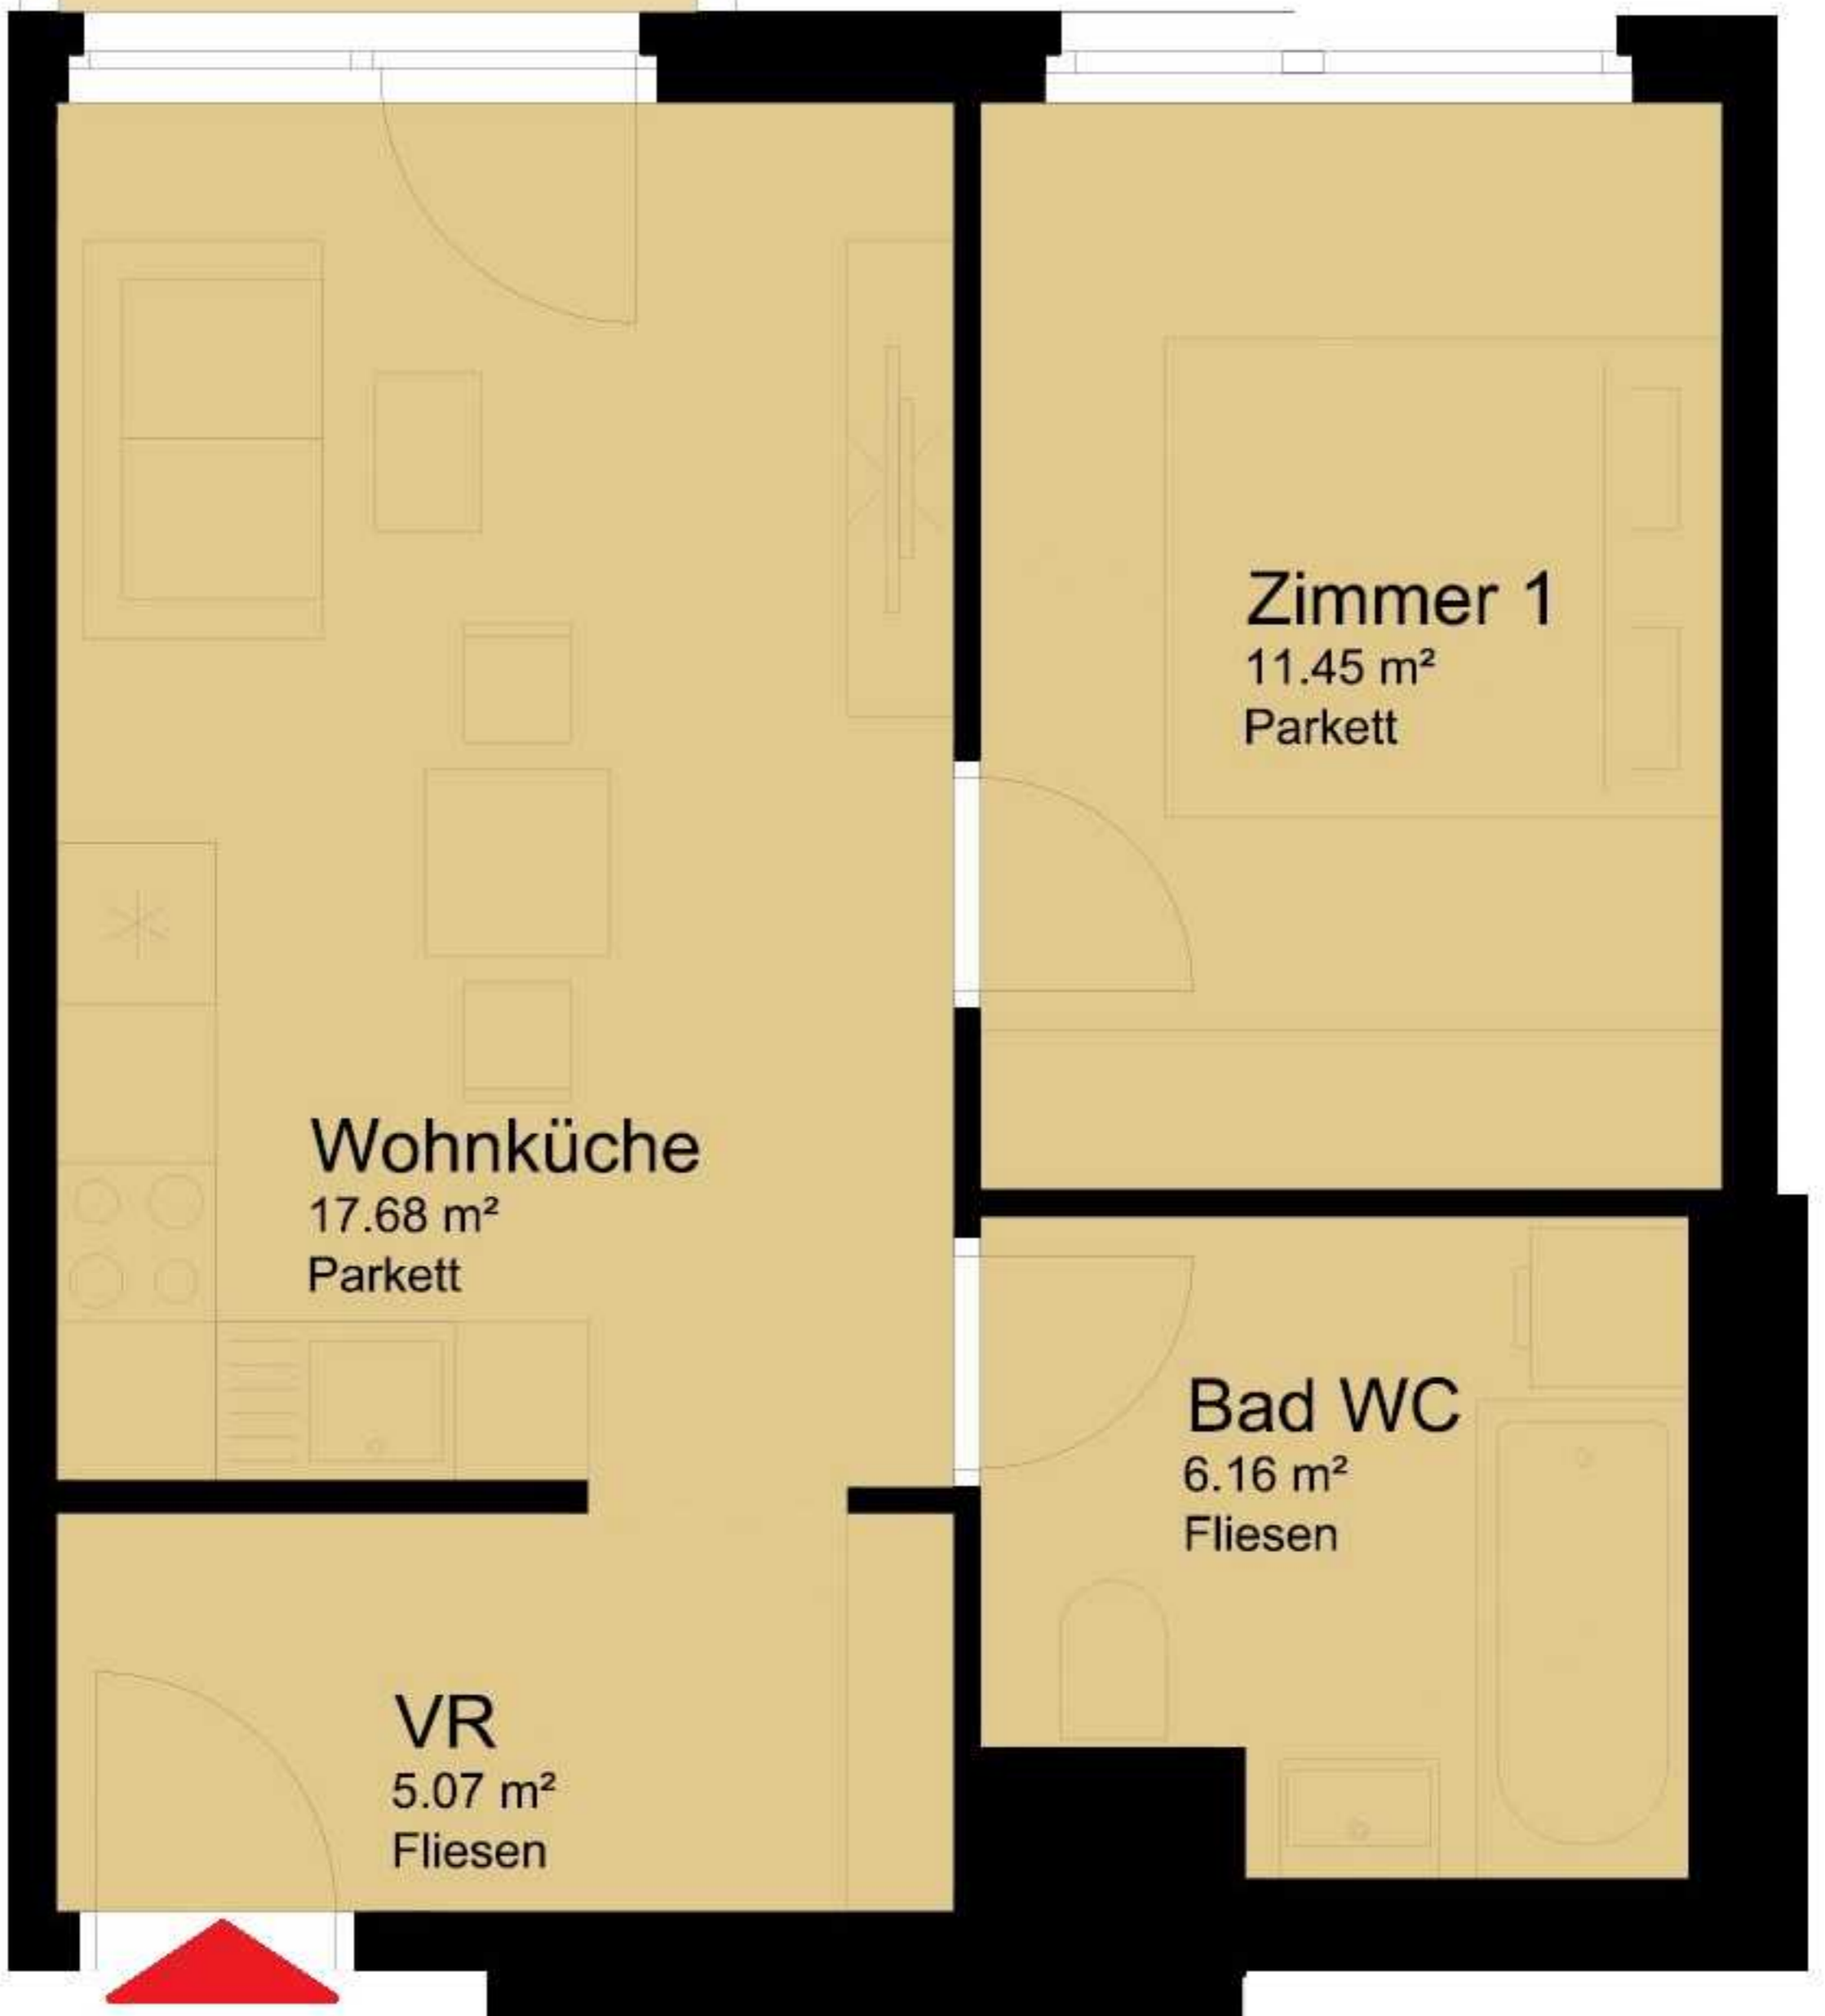 Zimmer 1
11.45 m²
Parkett
Wohnküche
17.68 m²
Parkett
Bad WC
6.16 m²
Fliesen
VR
5.07 m²
Fliesen